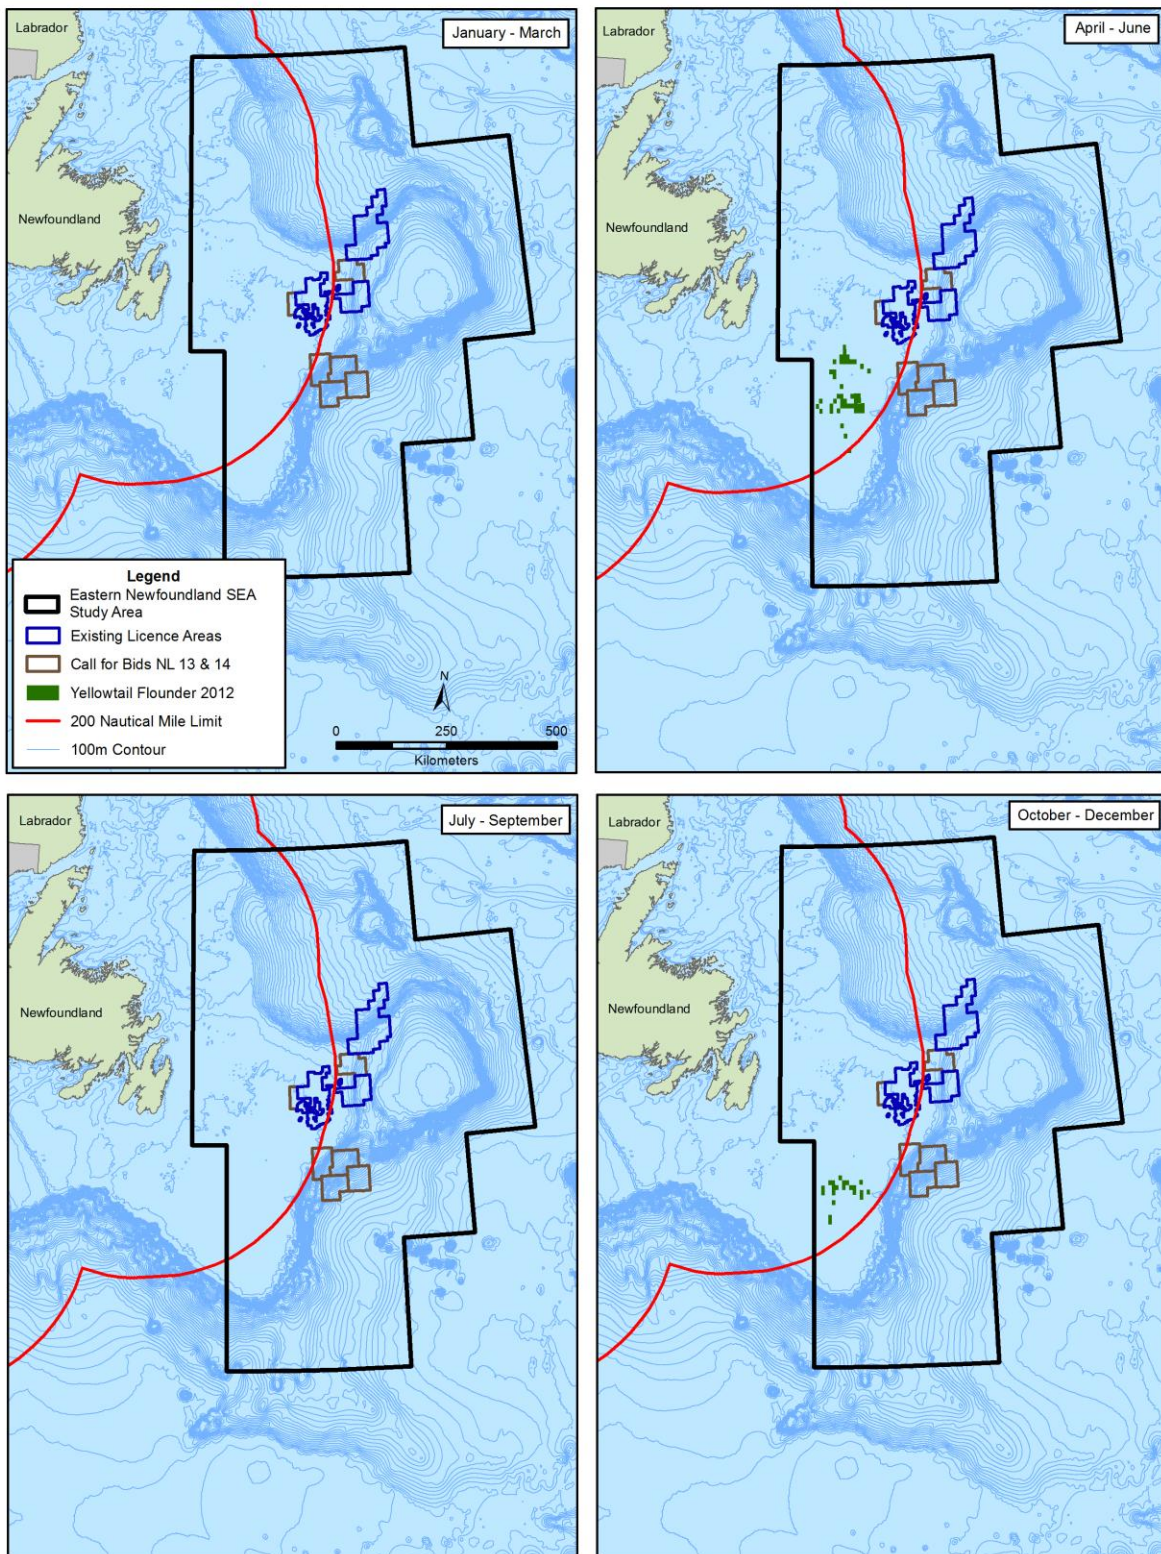 Labrador
January - March
Newfoundland
Legend
Eastern Newfoundland SEA
Study Area
Existing Licence Areas
Call for Bids NL 13 & 14
Yellowtail Flounder 2012
200 Nautical Mile Limit
100m Contour
N
0 250 500
Kilometers
Labrador
April - June
Newfoundland
Labrador
July - September
Newfoundland
Labrador
October - December
Newfoundland